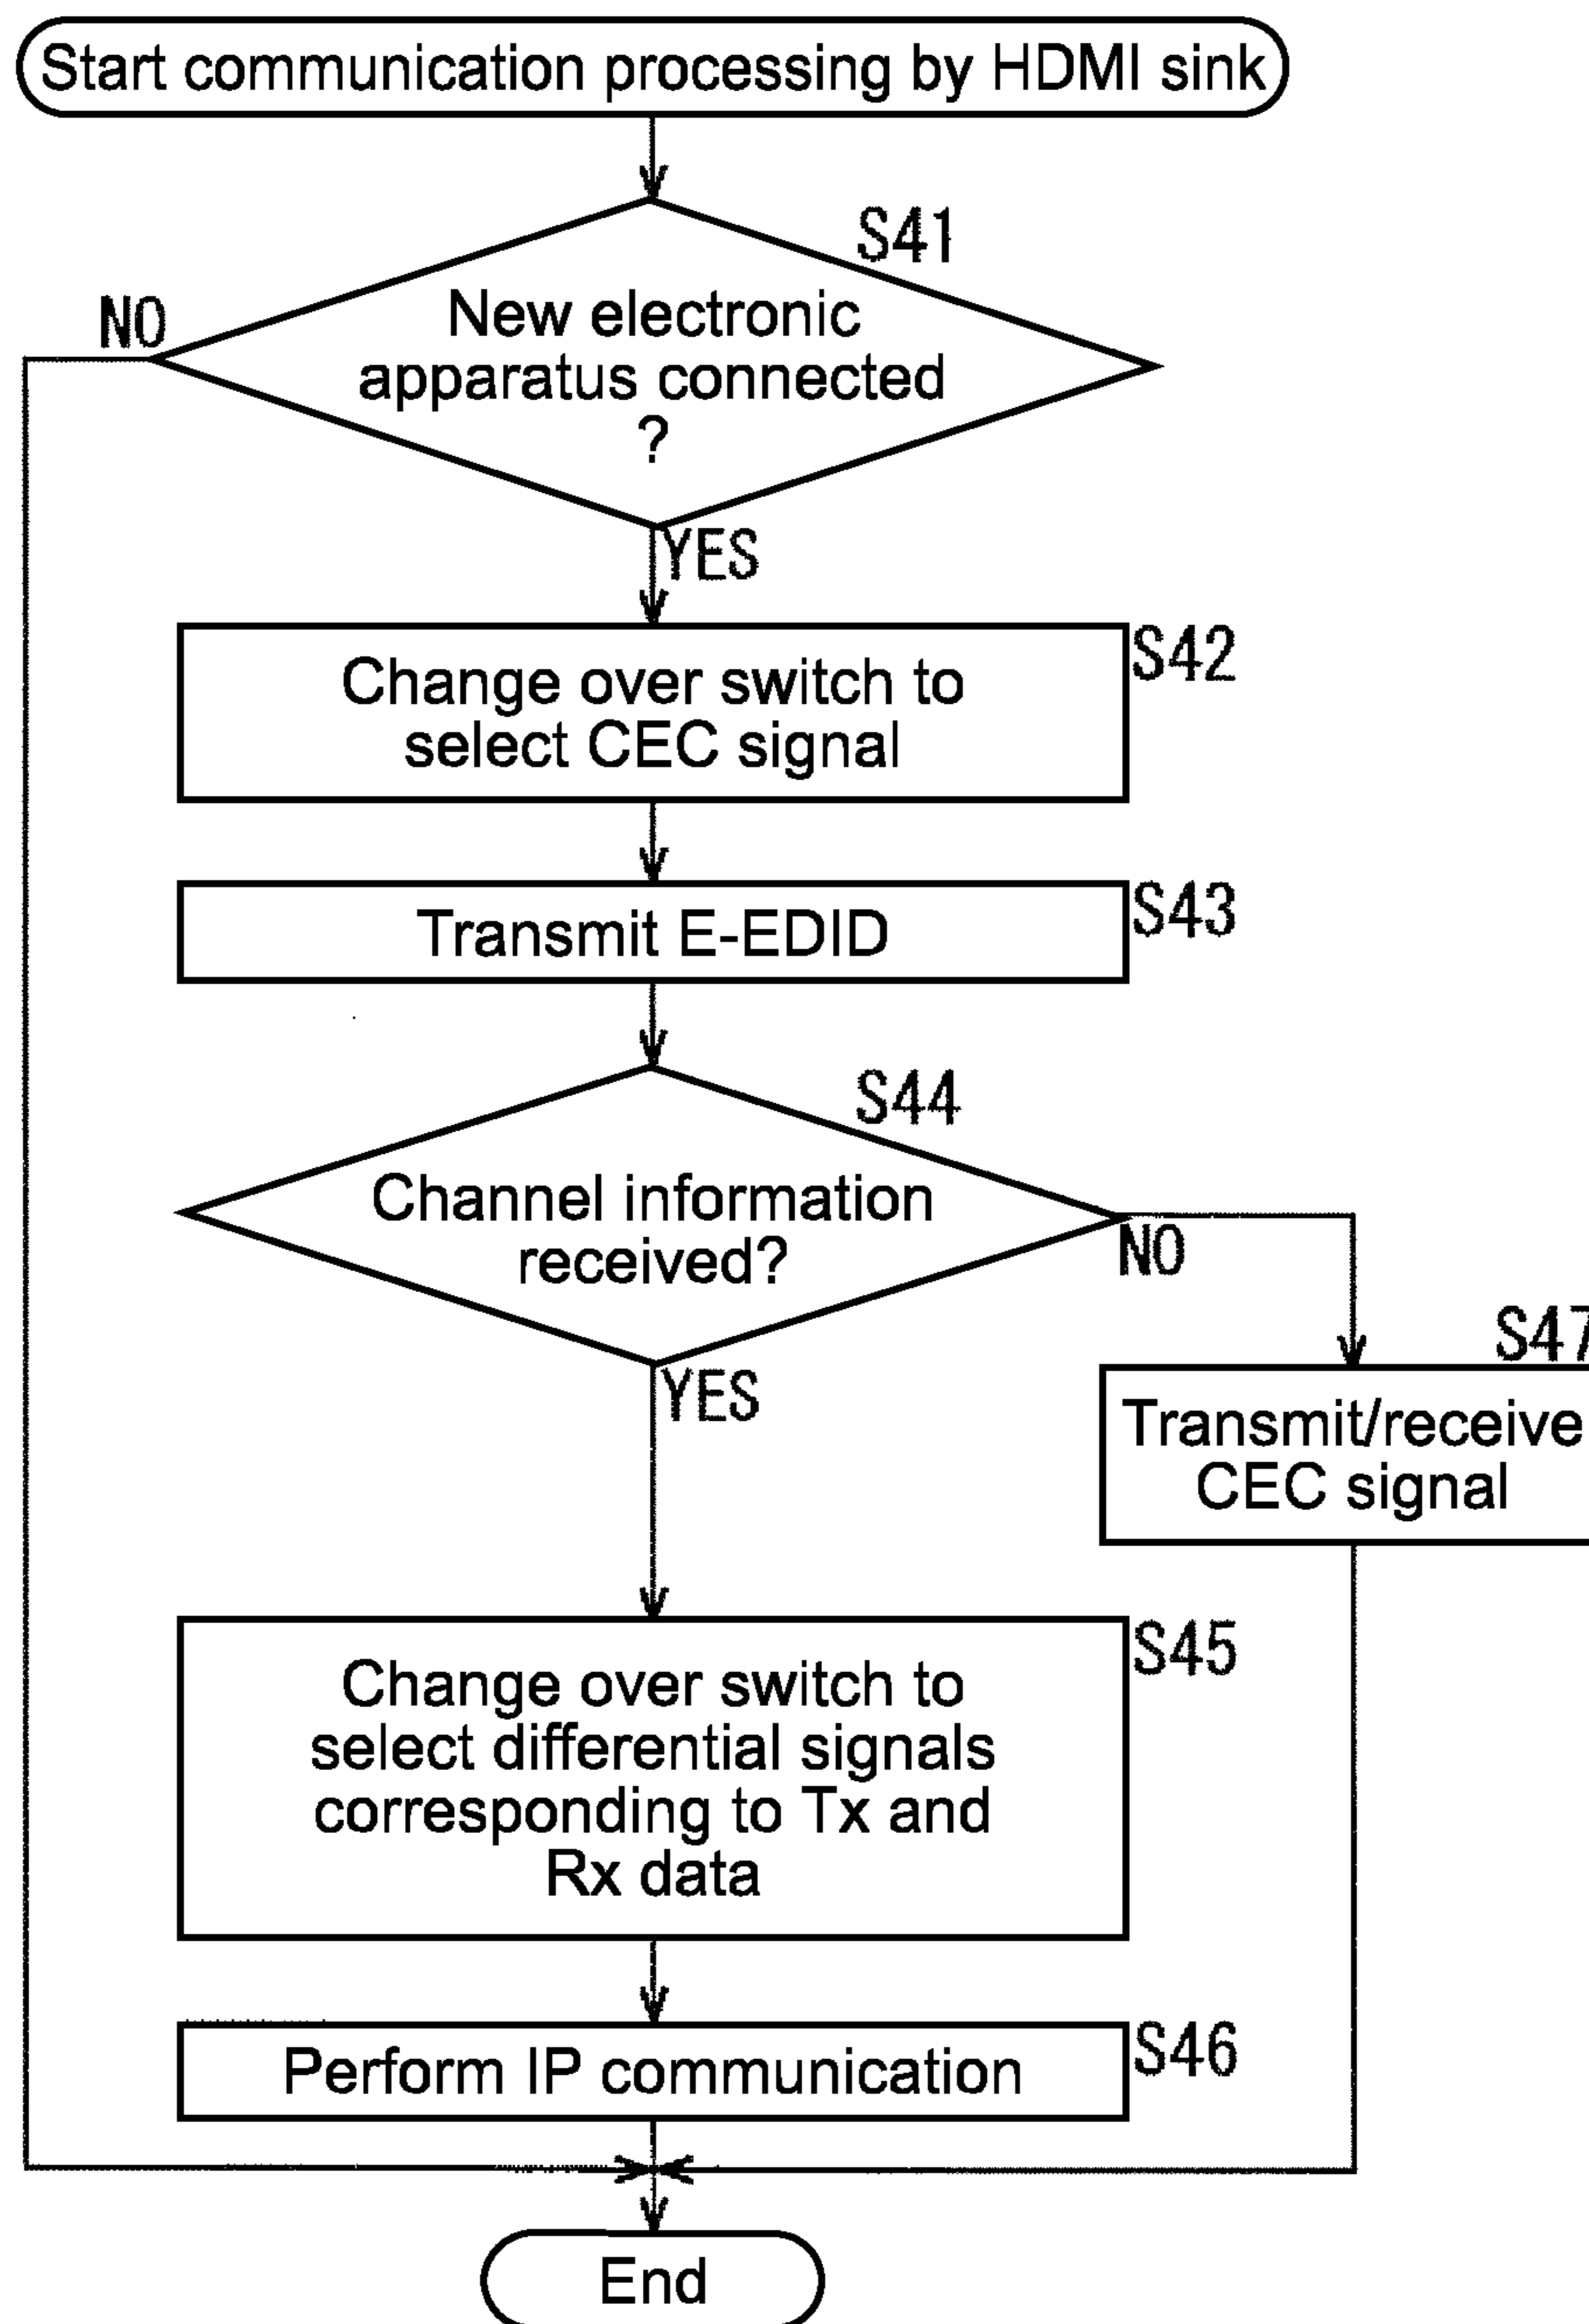 Start communication processing by HDMI sink
S41
NO
New electronic
apparatus connected
?
YES
S42
Change over switch to
select CEC signal
S43
Transmit E-EDID
S44
Channel information
received?
NO
YES
S47
Transmit/receive
CEC signal
S45
Change over switch to
select differential signals
corresponding to Tx and
Rx data
S46
Perform IP communication
End